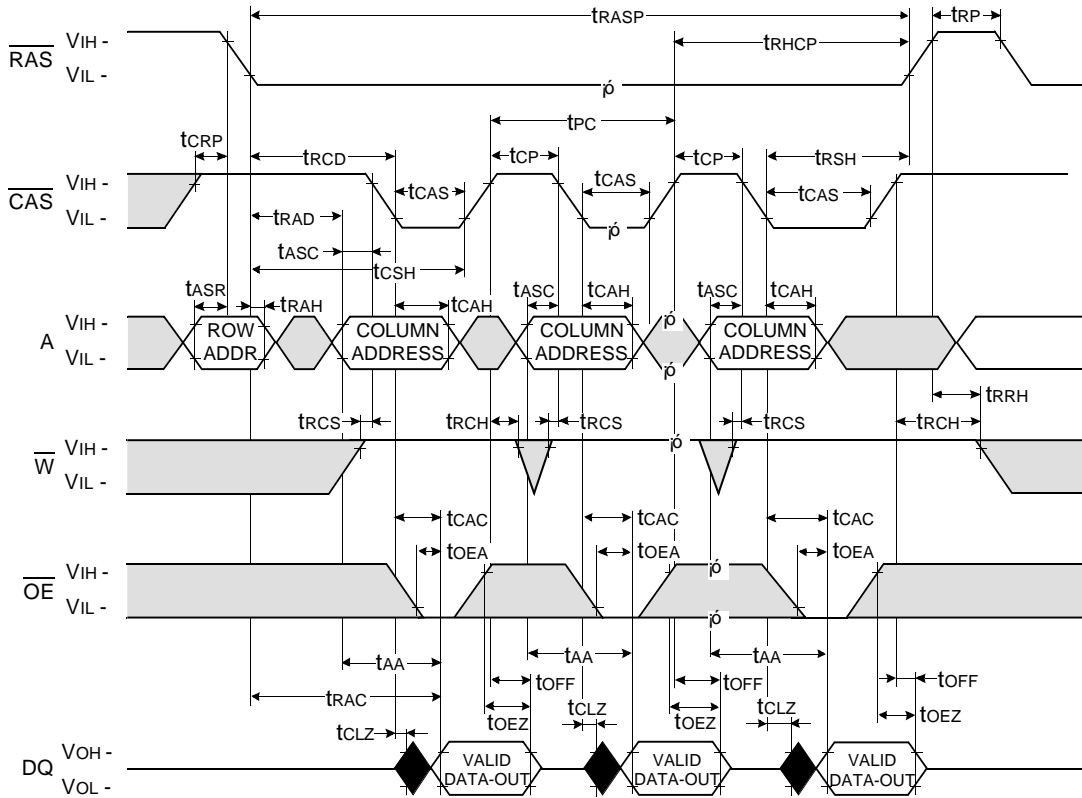 tRASP
tRP
VIH -
tRHCP
RAS
VIL -
¡ó
tCRP
tPC
tRCD
tCP
tCP
tRSH
VIH -
CAS
tCAS
tCAS
tCAS
VIL -
tRAD
¡ó
tASC
tCSH
tASR
tRAH
tCAH
tASC
tCAH
tASC
tCAH
VIH -
A
VIL -
ROW
ADDR
COLUMN
ADDRESS
COLUMN
ADDRESS
¡ó
¡ó
COLUMN
ADDRESS
tRRH
tRCS
tRCH
tRCS
tRCS
tRCH
VIH -
W
VIL -
¡ó
tCAC
tCAC
tCAC
tOEA
tOEA
tOEA
VIH -
OE
VIL -
¡ó
¡ó
tAA
tAA
tAA
tOFF
tOFF
tOFF
tRAC
tCLZ
tOEZ
tCLZ
tOEZ
tCLZ
tOEZ
VOH -
DQ
VOL -
VALID
DATA-OUT
VALID
DATA-OUT
VALID
DATA-OUT